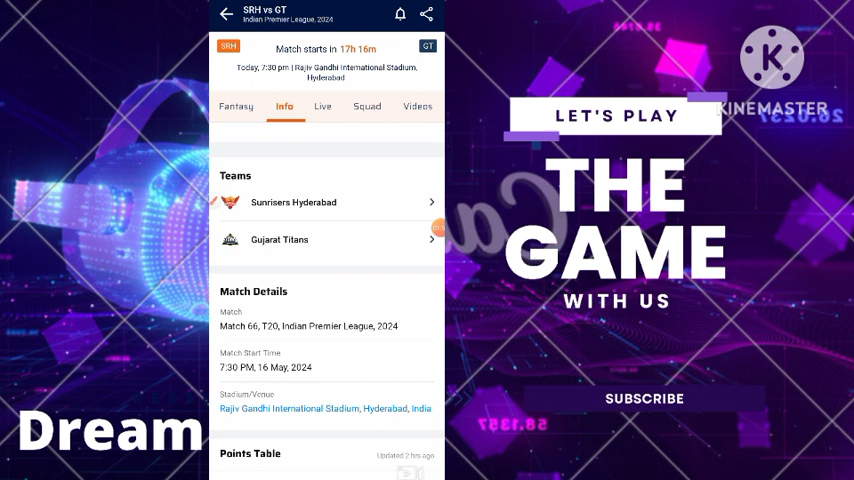 SRH vs GT
Indian Premier League, 2024
SRH
Match starts in 17h 16m
GT
Today, 7:30 pm | Rajiv Gandhi International Stadium,
Hyderabad
Fantasy Info Live Squad Videos
Teams
Sunrisers Hyderabad
Gujarat Titans
Match Details
Match
Match 66, T20, Indian Premier League, 2024
Match Start Time
7:30 PM, 16 May, 2024
Stadium/Venue
Rajiv Gandhi International Stadium, Hyderabad, India
Points Table
Updated 2 hrs ago
Dream
K
KINEMASTER
LET'S PLAY
THE
GAME
WITH US
SUBSCRIBE
58.1357